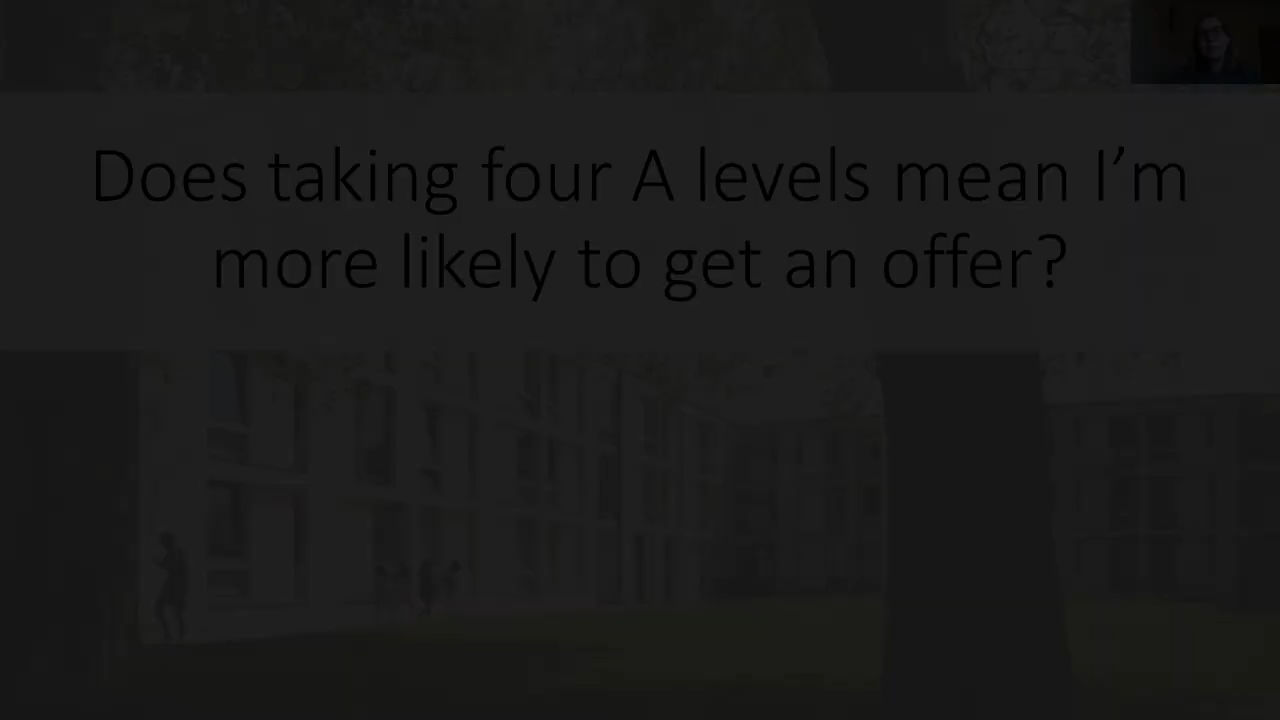 Does taking four A levels mean I’m
more likely to get an offer?